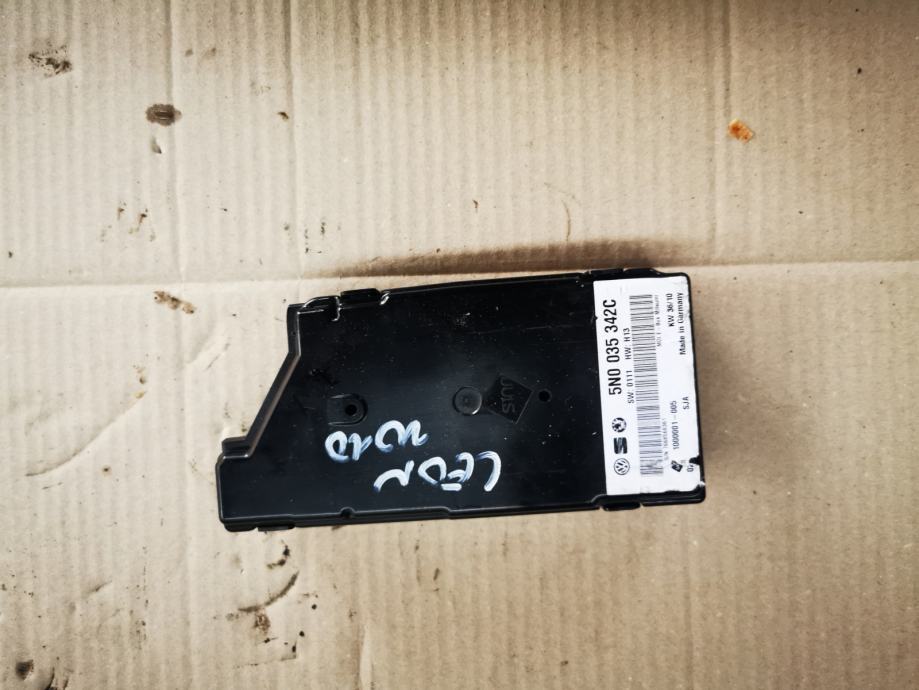 5N0 035 342C
SW 0111 HW H13
1000001-005
SJA
KW 36/10
Made in Germany
LEON
2010